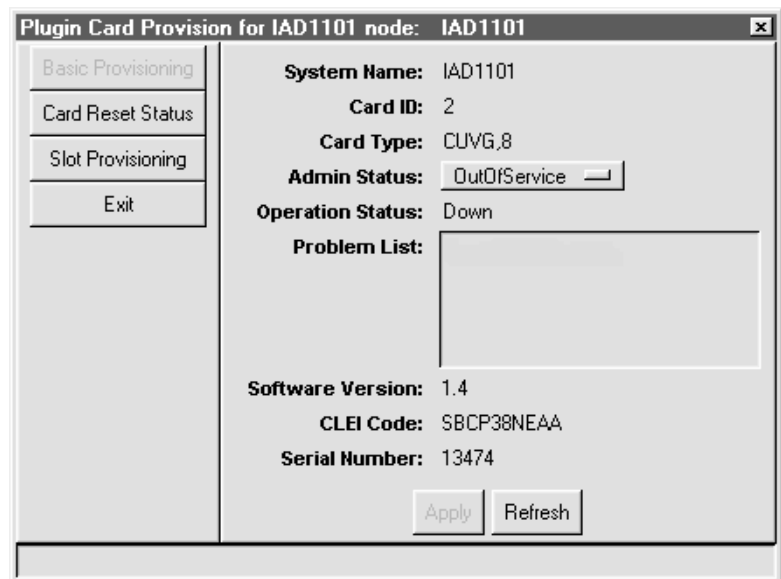 Plugin Card Provision for IAD1101 node: IAD1101
Basic Provisioning
Card Reset Status
Slot Provisioning
Exit
System Name: IAD1101
Card ID: 2
Card Type: CUVG,8
Admin Status: OutOfService
Operation Status: Down
Problem List:
Software Version: 1.4
CLEI Code: SBCP38NEAA
Serial Number: 13474
Apply
Refresh